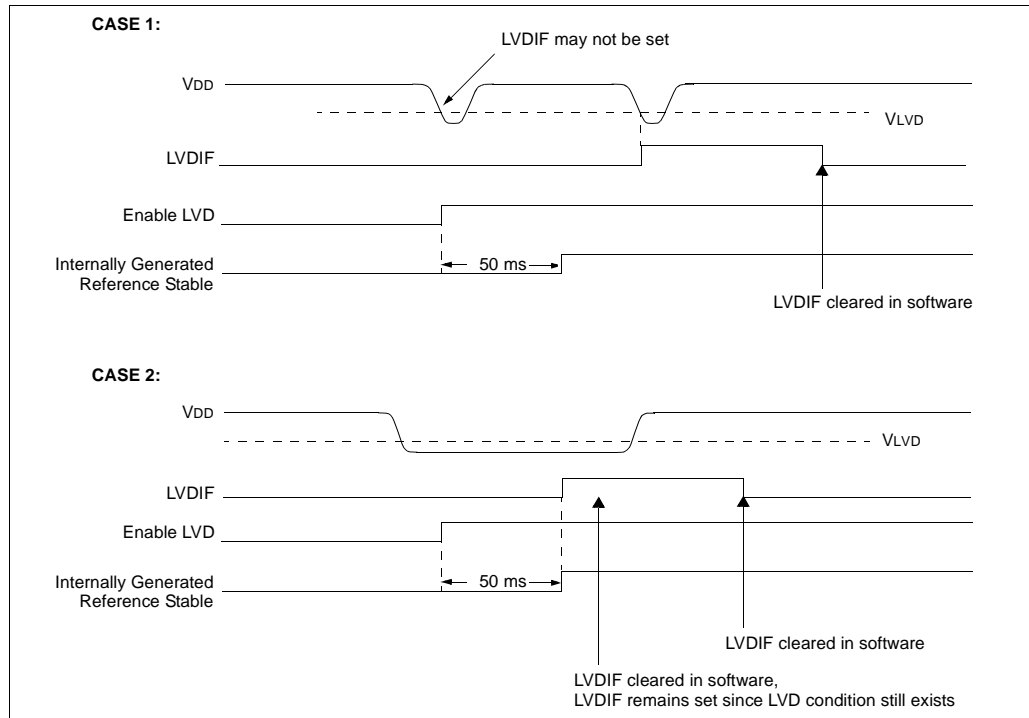 CASE 1:
LVDIF may not be set
VDD
VLVD
LVDIF
Enable LVD
Internally Generated
Reference Stable
50 ms
LVDIF cleared in software
CASE 2:
VDD
VLVD
LVDIF
Enable LVD
Internally Generated
Reference Stable
50 ms
LVDIF cleared in software
LVDIF cleared in software,
LVDIF remains set since LVD condition still exists